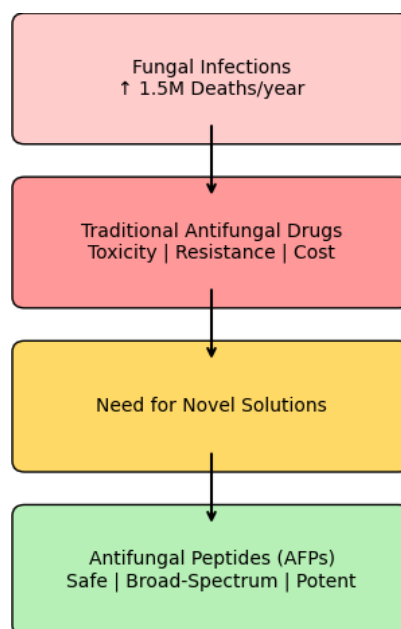 Fungal Infections
↑ 1.5M Deaths/year
Traditional Antifungal Drugs
Toxicity | Resistance | Cost
Need for Novel Solutions
Antifungal Peptides (AFPs)
Safe | Broad-Spectrum | Potent